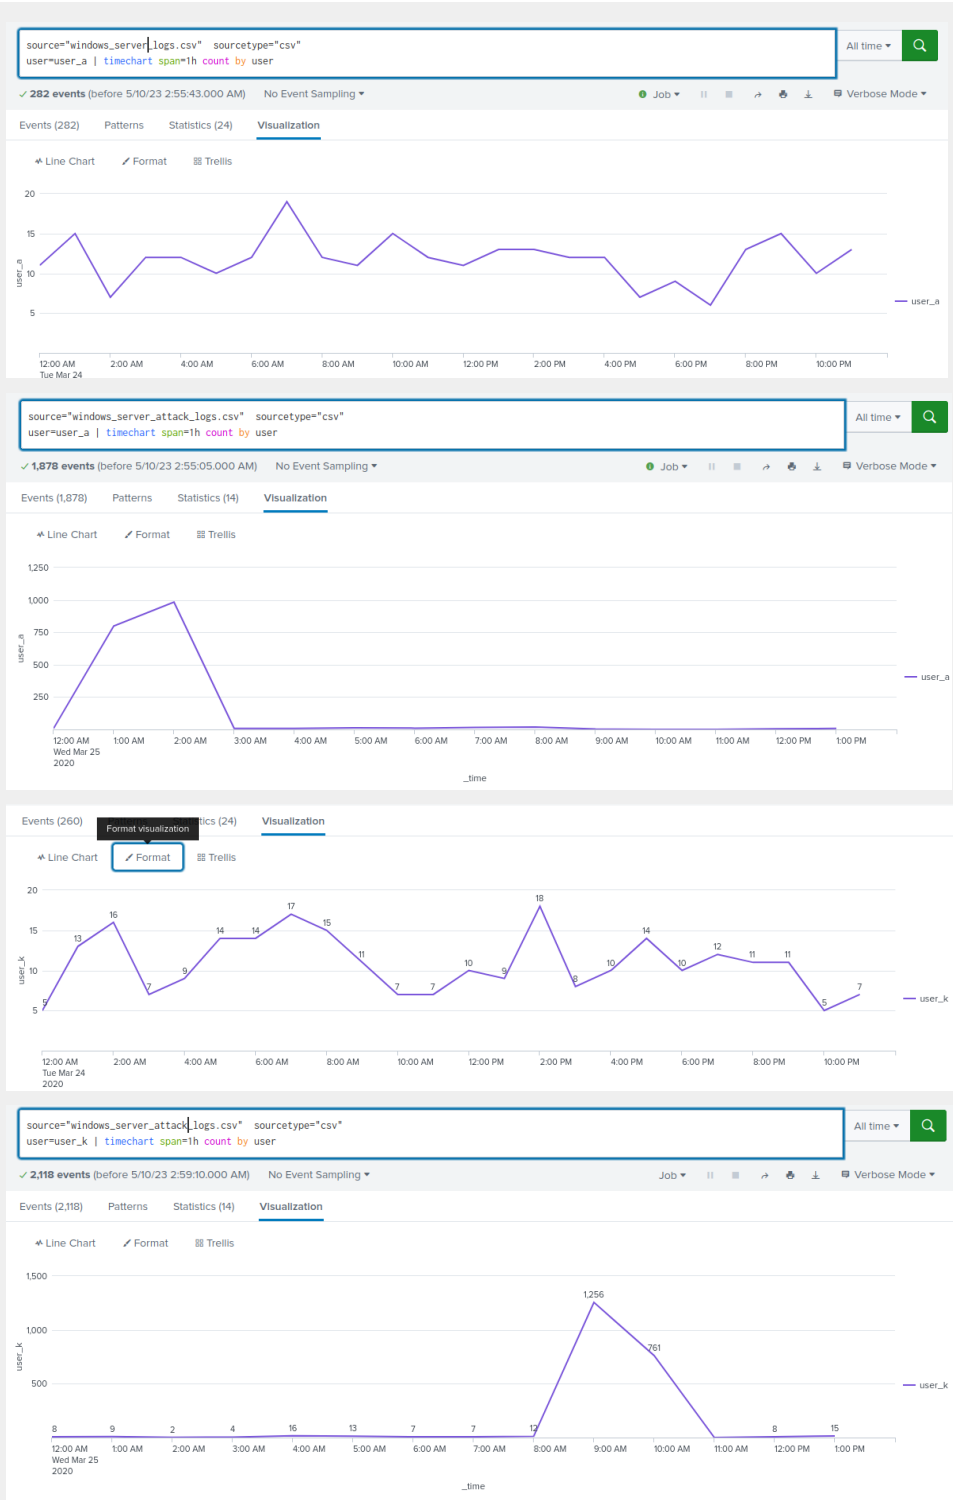 source="windows_server_logs.csv" sourcetype="csv"
user=user_a | timechart span=1h count by user
All time
282 events (before 5/10/23 2:55:43.000 AM) No Event Sampling
Job Verbose Mode
Events (282) Patterns Statistics (24) Visualization
Line Chart Format Trellis
20
15
10
5
user_a
user_a
12:00 AM 2:00 AM 4:00 AM 6:00 AM 8:00 AM 10:00 AM 12:00 PM 2:00 PM 4:00 PM 6:00 PM 8:00 PM 10:00 PM
Tue Mar 24
source="windows_server_attack_logs.csv" sourcetype="csv"
user=user_a | timechart span=1h count by user
All time
1,878 events (before 5/10/23 2:55:05.000 AM) No Event Sampling
Job Verbose Mode
Events (1,878) Patterns Statistics (14) Visualization
Line Chart Format Trellis
1,250
1,000
750
500
250
user_a
user_a
12:00 AM 1:00 AM 2:00 AM 3:00 AM 4:00 AM 5:00 AM 6:00 AM 7:00 AM 8:00 AM 9:00 AM 10:00 AM 11:00 AM 12:00 PM 1:00 PM
Wed Mar 25
2020
_time
Events (260) tics (24) Visualization
Format visualization
Line Chart Format Trellis
20
15
10
5
user_k
5 13 16 7 9 14 14 17 15 11 7 7 10 9 18 8 10 14 10 12 11 11 5 7
user_k
12:00 AM 2:00 AM 4:00 AM 6:00 AM 8:00 AM 10:00 AM 12:00 PM 2:00 PM 4:00 PM 6:00 PM 8:00 PM 10:00 PM
Tue Mar 24
2020
source="windows_server_attack_logs.csv" sourcetype="csv"
user=user_k | timechart span=1h count by user
All time
2,118 events (before 5/10/23 2:59:10.000 AM) No Event Sampling
Job Verbose Mode
Events (2,118) Patterns Statistics (14) Visualization
Line Chart Format Trellis
1,500
1,000
500
user_k
8 9 2 4 16 13 7 7 12 1,256 761 8 15
user_k
12:00 AM 1:00 AM 2:00 AM 3:00 AM 4:00 AM 5:00 AM 6:00 AM 7:00 AM 8:00 AM 9:00 AM 10:00 AM 11:00 AM 12:00 PM 1:00 PM
Wed Mar 25
2020
_time